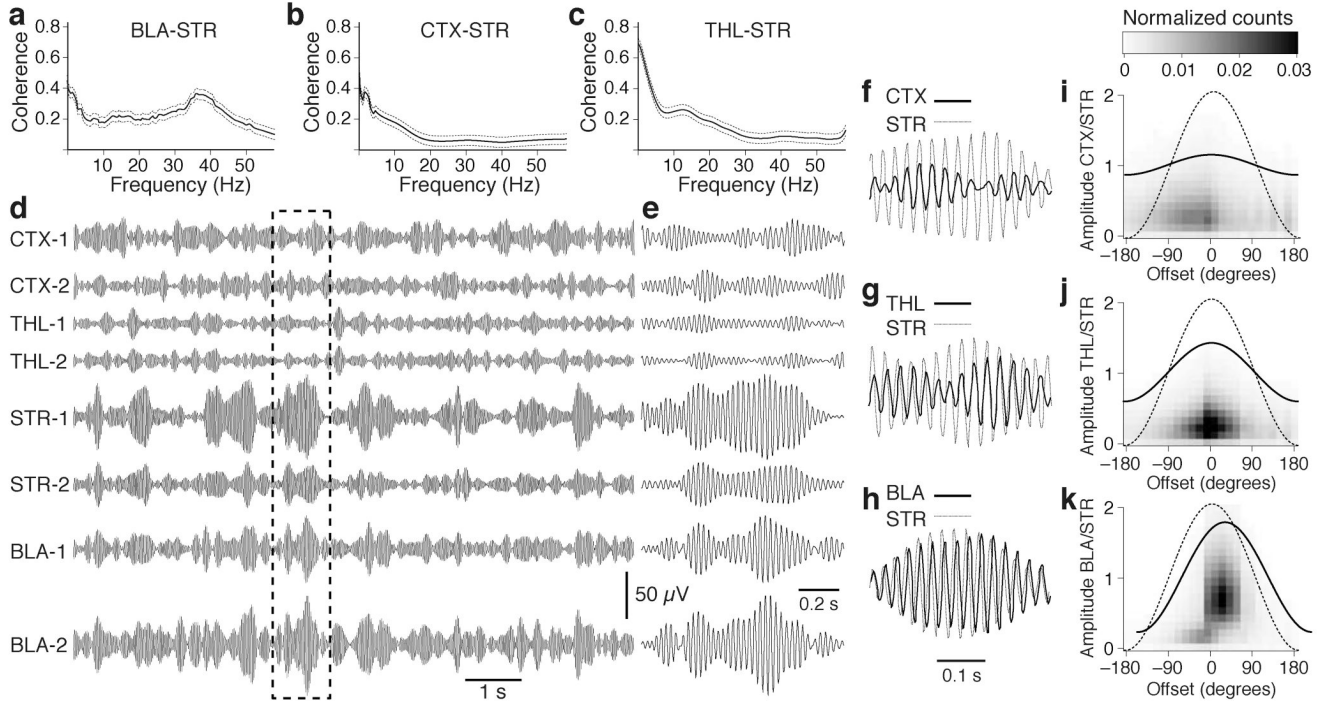 a
BLA-STR
Coherence
0.8
0.6
0.4
0.2
10 20 30 40 50
Frequency (Hz)
b
CTX-STR
Coherence
0.8
0.6
0.4
0.2
10 20 30 40 50
Frequency (Hz)
c
THL-STR
Coherence
0.8
0.6
0.4
0.2
10 20 30 40 50
Frequency (Hz)
d
CTX-1
CTX-2
THL-1
THL-2
STR-1
STR-2
BLA-1
BLA-2
50 µV
1 s
e
0.2 s
f
CTX
STR
g
THL
STR
h
BLA
STR
0.1 s
Normalized counts
0 0.01 0.02 0.03
i
Amplitude CTX/STR
2
1
0
−180 −90 0 90 180
Offset (degrees)
j
Amplitude THL/STR
2
1
0
−180 −90 0 90 180
Offset (degrees)
k
Amplitude BLA/STR
2
1
0
−180 −90 0 90 180
Offset (degrees)